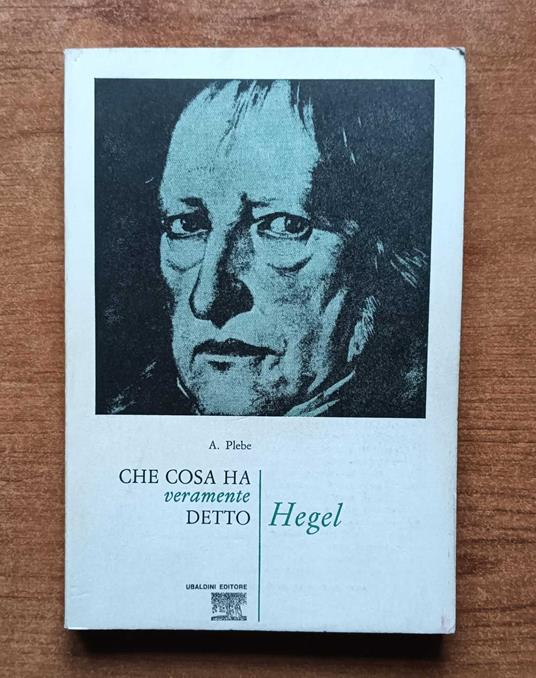 A. Plebe
CHE COSA HA
veramente
DETTO
Hegel
UBALDINI EDITORE